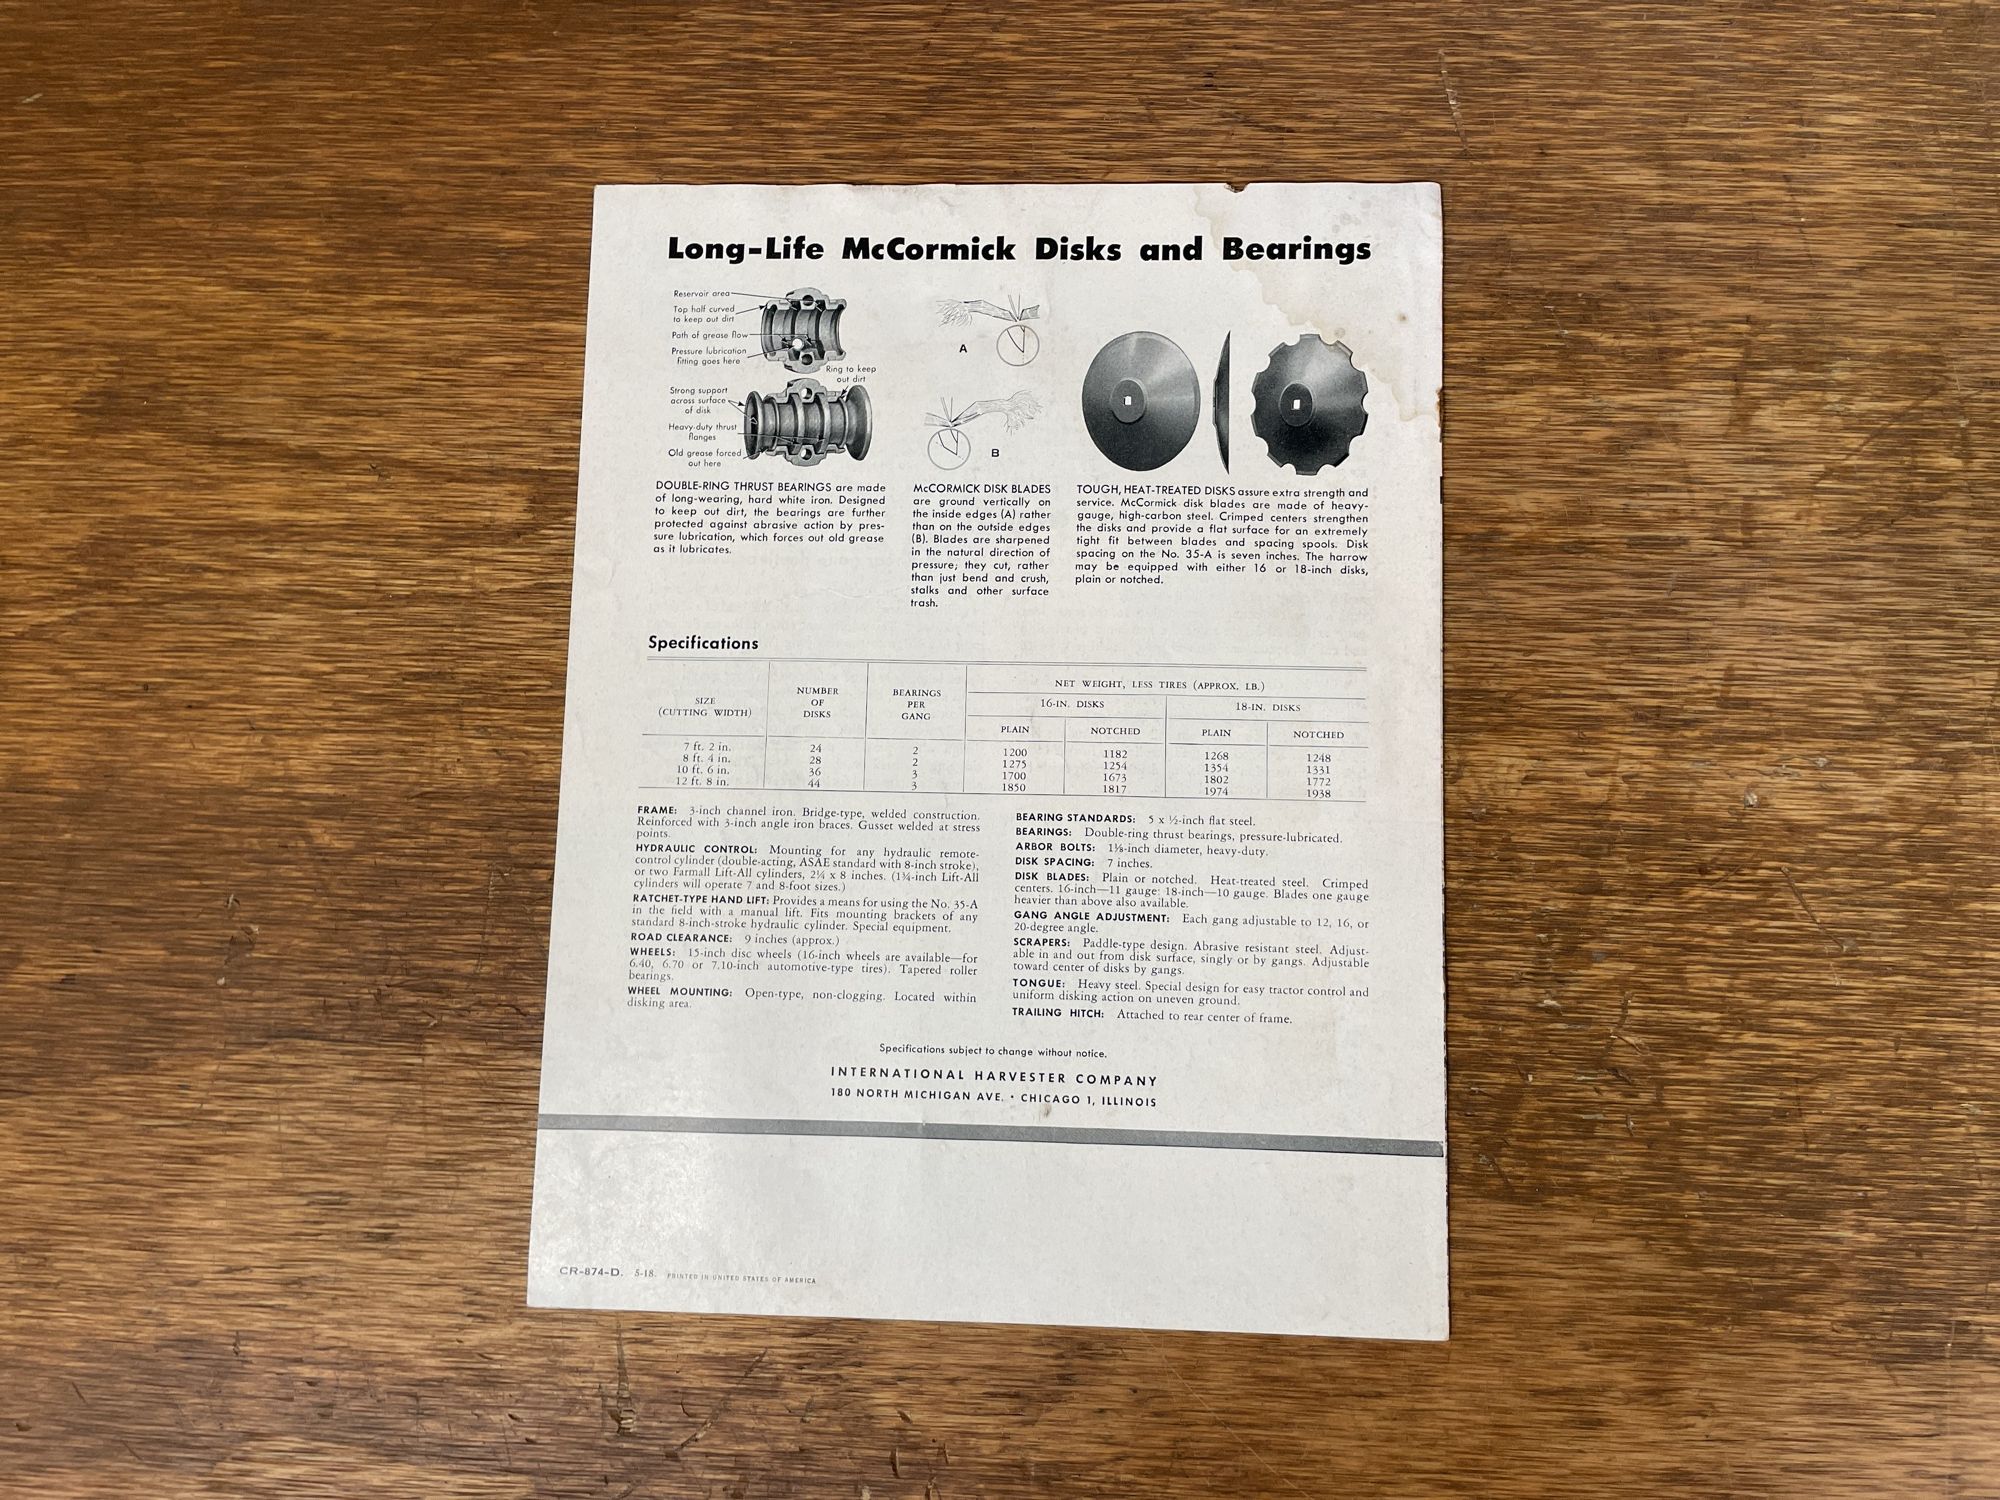 Long-Life McCormick Disks and Bearings
Reservoir area
Top half curved
to keep out dirt
Path of grease flow
Pressure lubrication
fitting goes here
Ring to keep
out dirt
Strong support
across surface
of disk
Heavy-duty thrust
flanges
Old grease forced
out here
A
B
DOUBLE-RING THRUST BEARINGS are made
of long-wearing, hard white iron. Designed
to keep out dirt, the bearings are further
protected against abrasive action by pres-
sure lubrication, which forces out old grease
as it lubricates.
McCORMICK DISK BLADES
are ground vertically on
the inside edges (A) rather
than on the outside edges
(B). Blades are sharpened
in the natural direction of
pressure; they cut, rather
than just bend and crush,
stalks and other surface
trash.
TOUGH, HEAT-TREATED DISKS assure extra strength and
service. McCormick disk blades are made of heavy-
gauge, high-carbon steel. Crimped centers strengthen
the disks and provide a flat surface for an extremely
tight fit between blades and spacing spools. Disk
spacing on the No. 35-A is seven inches. The harrow
may be equipped with either 16 or 18-inch disks,
plain or notched.
Specifications
SIZE
(CUTTING WIDTH)
NUMBER
OF
DISKS
BEARINGS
PER
GANG
NET WEIGHT, LESS TIRES (APPROX. LB.)
16-IN. DISKS
18-IN. DISKS
PLAIN NOTCHED PLAIN NOTCHED
7 ft. 2 in. 24 2 1200 1182 1268 1248
8 ft. 4 in. 28 2 1275 1254 1354 1331
10 ft. 6 in. 36 3 1700 1673 1802 1772
12 ft. 8 in. 44 3 1850 1817 1974 1938
FRAME: 3-inch channel iron. Bridge-type, welded construction.
Reinforced with 3-inch angle iron braces. Gusset welded at stress
points.
HYDRAULIC CONTROL: Mounting for any hydraulic remote-
control cylinder (double-acting, ASAE standard with 8-inch stroke),
or two Farmall Lift-All cylinders, 2¼ x 8 inches. (1¾-inch Lift-All
cylinders will operate 7 and 8-foot sizes.)
RATCHET-TYPE HAND LIFT: Provides a means for using the No. 35-A
in the field with a manual lift. Fits mounting brackets of any
standard 8-inch-stroke hydraulic cylinder. Special equipment.
ROAD CLEARANCE: 9 inches (approx.)
WHEELS: 15-inch disc wheels (16-inch wheels are available—for
6.40, 6.70 or 7.10-inch automotive-type tires). Tapered roller
bearings.
WHEEL MOUNTING: Open-type, non-clogging. Located within
disking area.
BEARING STANDARDS: 5 x ½-inch flat steel.
BEARINGS: Double-ring thrust bearings, pressure-lubricated.
ARBOR BOLTS: 1⅛-inch diameter, heavy-duty.
DISK SPACING: 7 inches.
DISK BLADES: Plain or notched. Heat-treated steel. Crimped
centers. 16-inch—11 gauge; 18-inch—10 gauge. Blades one gauge
heavier than above also available.
GANG ANGLE ADJUSTMENT: Each gang adjustable to 12, 16, or
20-degree angle.
SCRAPERS: Paddle-type design. Abrasive resistant steel. Adjust-
able in and out from disk surface, singly or by gangs. Adjustable
toward center of disks by gangs.
TONGUE: Heavy steel. Special design for easy tractor control and
uniform disking action on uneven ground.
TRAILING HITCH: Attached to rear center of frame.
Specifications subject to change without notice.
INTERNATIONAL HARVESTER COMPANY
180 NORTH MICHIGAN AVE. • CHICAGO 1, ILLINOIS
CR-874-D. 5-18. PRINTED IN UNITED STATES OF AMERICA